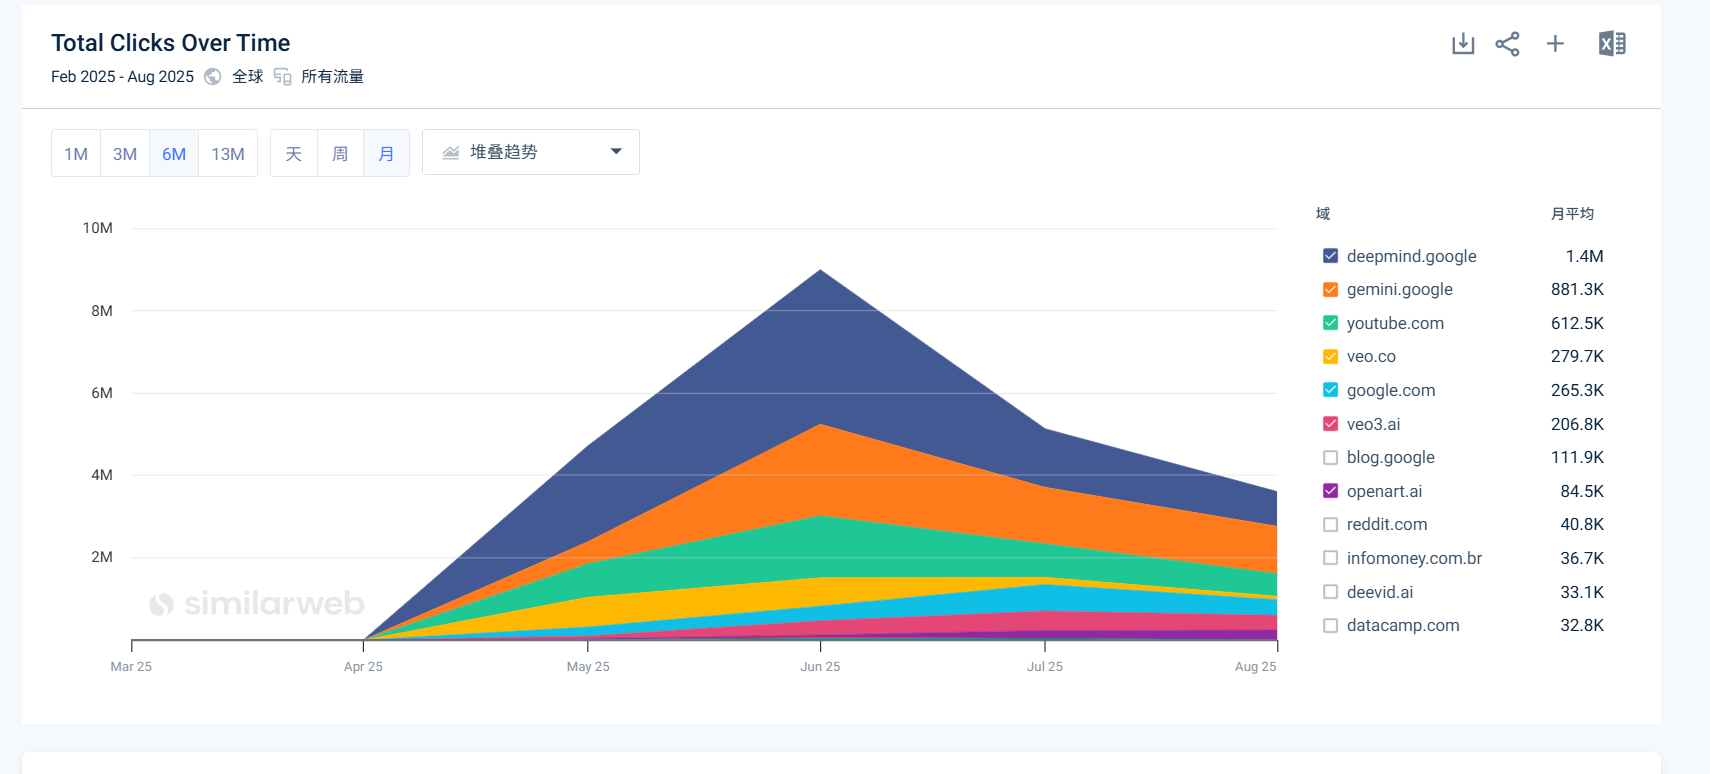 Total Clicks Over Time
Feb 2025 - Aug 2025 全球 所有流量
1M 3M 6M 13M 天 周 月 堆叠趋势
10M
8M
6M
4M
2M
similarweb
Mar 25 Apr 25 May 25 Jun 25 Jul 25 Aug 25
域 月平均
deepmind.google 1.4M
gemini.google 881.3K
youtube.com 612.5K
veo.co 279.7K
google.com 265.3K
veo3.ai 206.8K
blog.google 111.9K
openart.ai 84.5K
reddit.com 40.8K
infomoney.com.br 36.7K
deevid.ai 33.1K
datacamp.com 32.8K